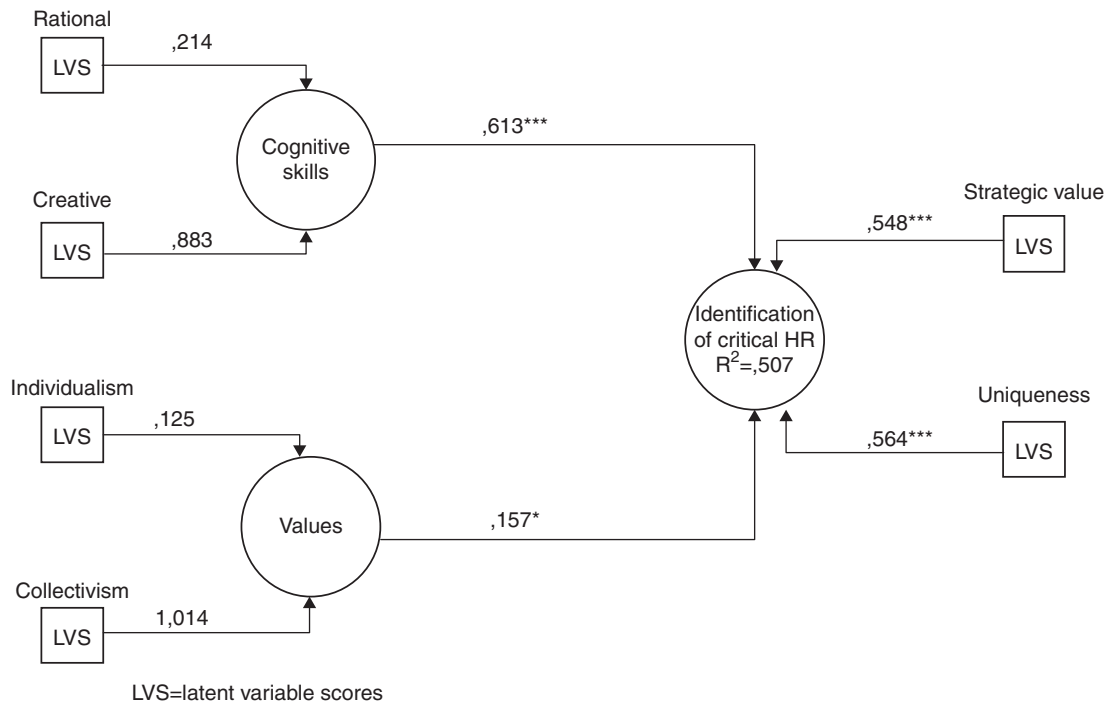 Rational
LVS
,214
Cognitive
skills
,613***
Creative
LVS
,883
Strategic value
LVS
,548***
Identification
of critical HR
R²=,507
Individualism
LVS
,125
Uniqueness
LVS
,564***
Values
,157*
Collectivism
LVS
1,014
LVS=latent variable scores